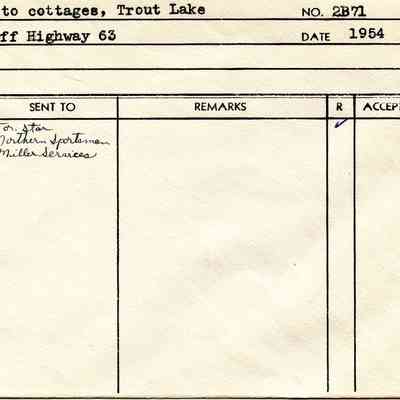 to cottages, Trout Lake NO. 2B71
ff Highway 63 DATE 1954
SENT TO REMARKS R ACCEP
Tor. Star
Northern Sportsman
Miller Services